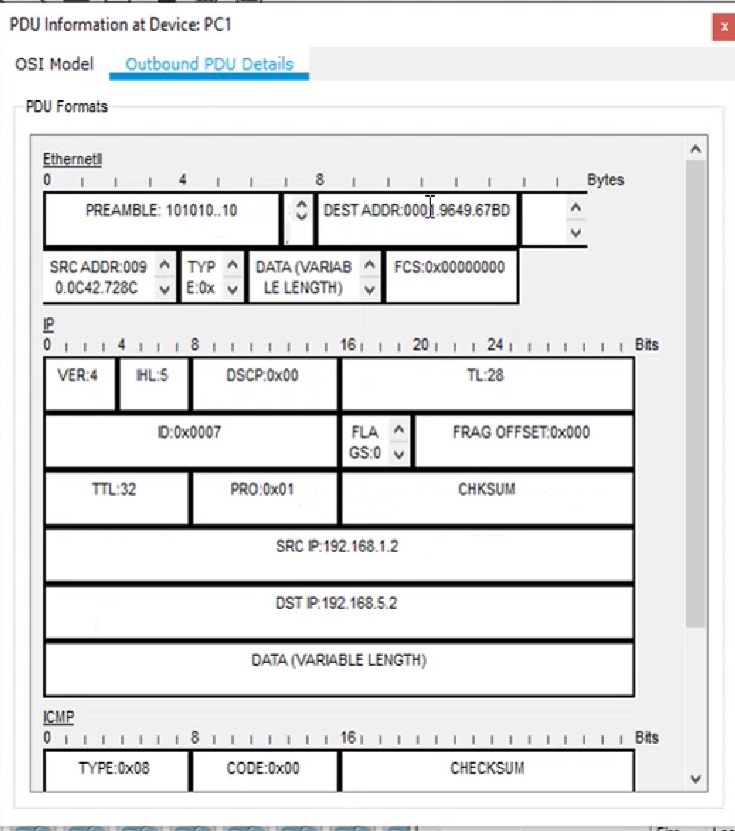 PDU Information at Device: PC1
x
OSI Model Outbound PDU Details
PDU Formats
EthernetII
0 4 8 Bytes
PREAMBLE: 101010..10 DEST ADDR:0001.9649.67BD
SRC ADDR:009 TYP DATA (VARIAB FCS:0x00000000
0.0C42.728C E:0x LE LENGTH)
IP
0 4 8 16 20 24 Bits
VER:4 IHL:5 DSCP:0x00 TL:28
ID:0x0007 FLA FRAG OFFSET:0x000
GS:0
TTL:32 PRO:0x01 CHKSUM
SRC IP:192.168.1.2
DST IP:192.168.5.2
DATA (VARIABLE LENGTH)
ICMP
0 8 16 Bits
TYPE:0x08 CODE:0x00 CHECKSUM